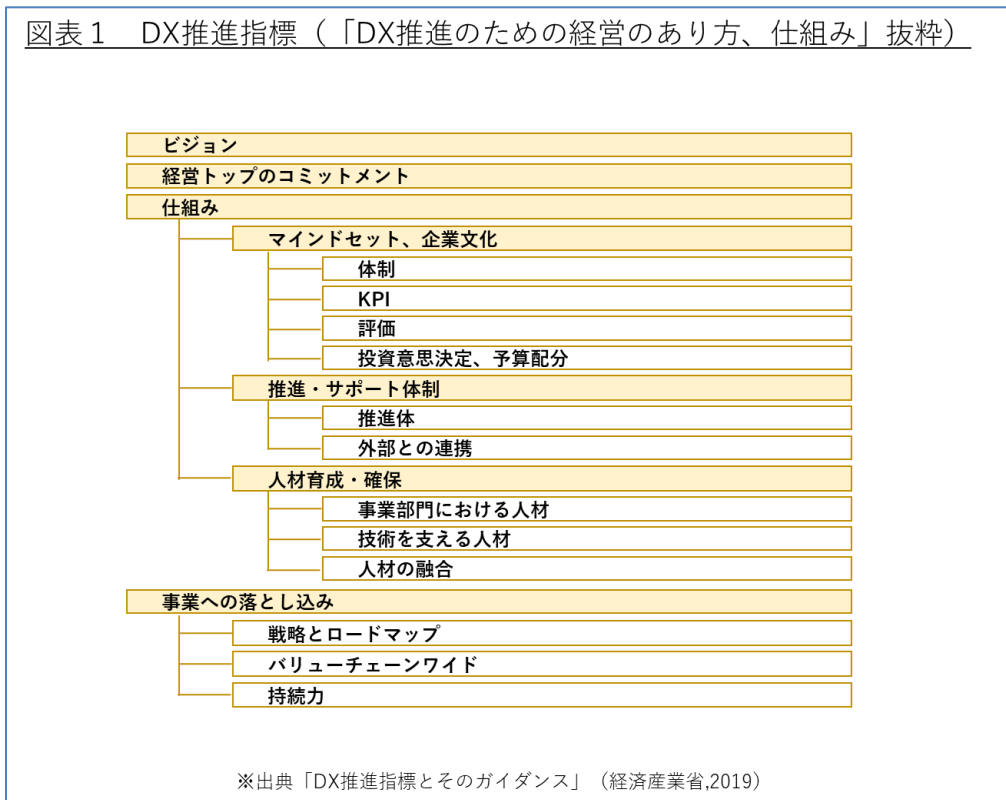 図表１　DX推進指標（「DX推進のための経営のあり方、仕組み」抜粋）
ビジョン
経営トップのコミットメント
仕組み
マインドセット、企業文化
体制
KPI
評価
投資意思決定、予算配分
推進・サポート体制
推進体
外部との連携
人材育成・確保
事業部門における人材
技術を支える人材
人材の融合
事業への落とし込み
戦略とロードマップ
バリューチェーンワイド
持続力
※出典「DX推進指標とそのガイダンス」（経済産業省,2019）